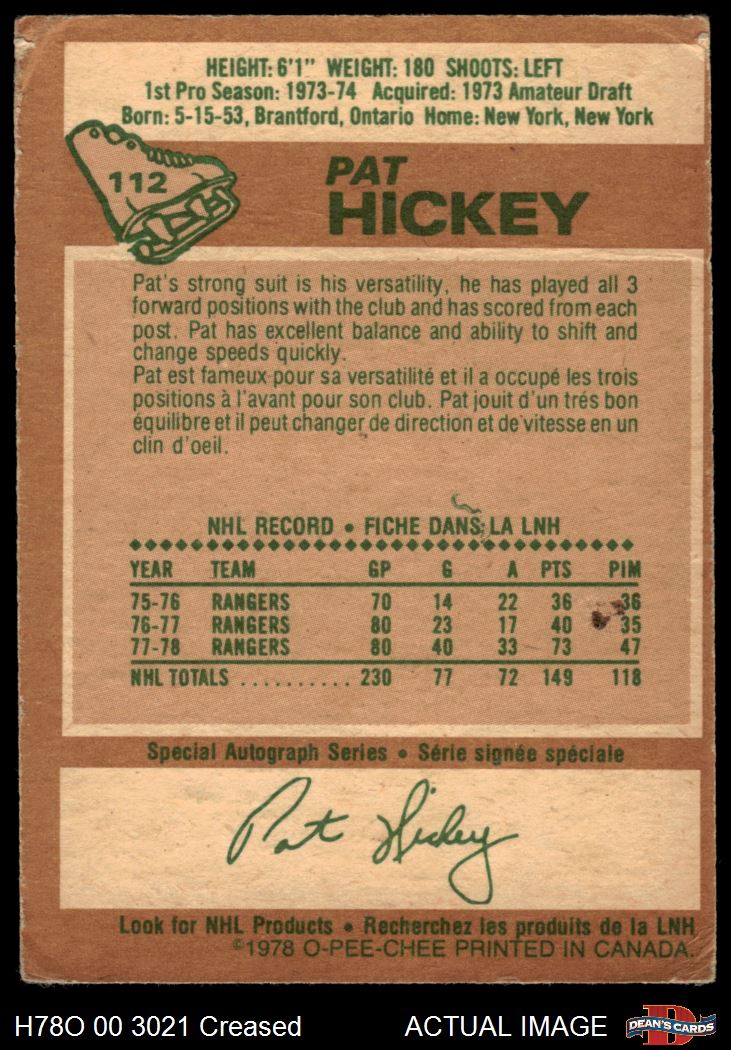 HEIGHT: 6'1" WEIGHT: 180 SHOOTS: LEFT
1st Pro Season: 1973-74 Acquired: 1973 Amateur Draft
Born: 5-15-53, Brantford, Ontario Home: New York, New York
112
PAT
HICKEY
Pat's strong suit is his versatility, he has played all 3
forward positions with the club and has scored from each
post. Pat has excellent balance and ability to shift and
change speeds quickly.
Pat est fameux pour sa versatilité et il a occupé les trois
positions à l'avant pour son club. Pat jouit d'un trés bon
équilibre et il peut changer de direction et de vitesse en un
clin d'oeil.
NHL RECORD • FICHE DANS LA LNH
YEAR TEAM GP G A PTS PIM
75-76 RANGERS 70 14 22 36 36
76-77 RANGERS 80 23 17 40 35
77-78 RANGERS 80 40 33 73 47
NHL TOTALS .......... 230 77 72 149 118
Special Autograph Series • Série signée spéciale
Pat Hickey
Look for NHL Products • Recherchez les produits de la LNH
©1978 O-PEE-CHEE PRINTED IN CANADA.
H78O 00 3021 Creased ACTUAL IMAGE
D
DEAN'S CARDS